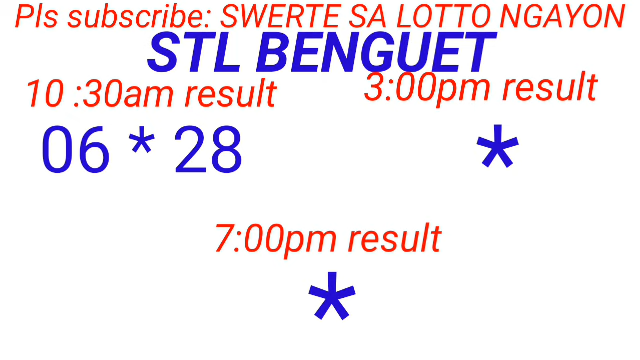 Pls subscribe: SWERTE SA LOTTO NGAYON
STL BENGUET
10 :30am result
3:00pm result
06 * 28
*
7:00pm result
*